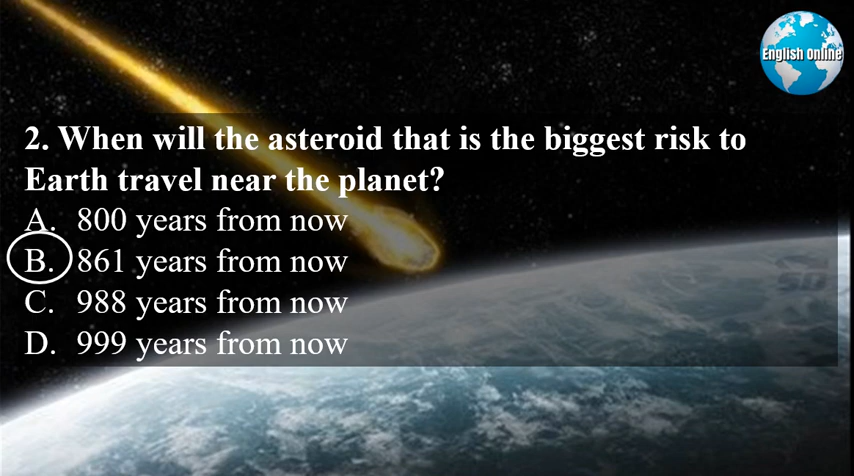 English Online
2. When will the asteroid that is the biggest risk to
Earth travel near the planet?
A. 800 years from now
B. 861 years from now
C. 988 years from now
D. 999 years from now